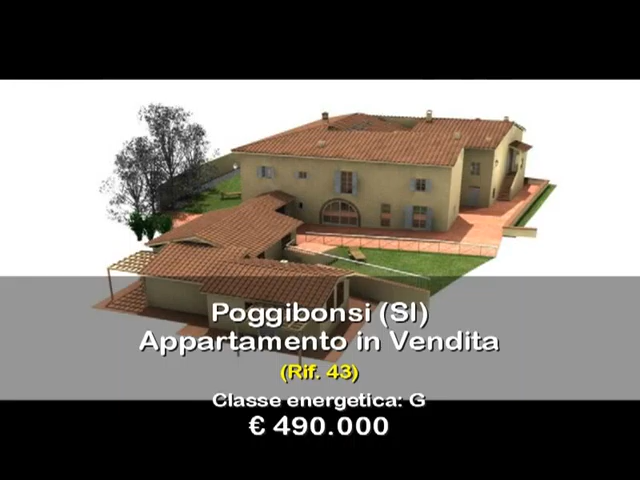 Poggibonsi (SI)
Appartamento in Vendita
(Rif. 43)
Classe energetica: G
€ 490.000